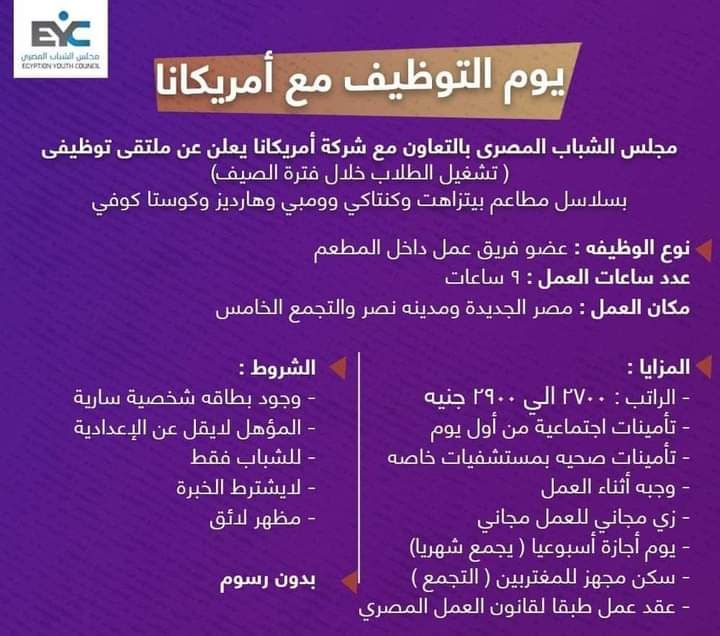 EYC
مجلس الشباب المصري
EGYPTION YOUTH COUNCIL
يوم التوظيف مع أمريكانا
مجلس الشباب المصرى بالتعاون مع شركة أمريكانا يعلن عن ملتقى توظيفى
( تشغيل الطلاب خلال فترة الصيف)
بسلاسل مطاعم بيتزاهت وكنتاكي وومبي وهارديز وكوستا كوفي
نوع الوظيفه : عضو فريق عمل داخل المطعم
عدد ساعات العمل : ٩ ساعات
مكان العمل : مصر الجديدة ومدينه نصر والتجمع الخامس
المزايا :
- الراتب : ٢٧٠٠ الي ٢٩٠٠ جنيه
- تأمينات اجتماعية من أول يوم
- تأمينات صحيه بمستشفيات خاصه
- وجبه أثناء العمل
- زي مجاني للعمل مجاني
- يوم أجازة أسبوعيا ( يجمع شهريا)
- سكن مجهز للمغتربين ( التجمع )
- عقد عمل طبقا لقانون العمل المصري
الشروط :
- وجود بطاقه شخصية سارية
- المؤهل لايقل عن الإعدادية
- للشباب فقط
- لايشترط الخبرة
- مظهر لائق
بدون رسوم